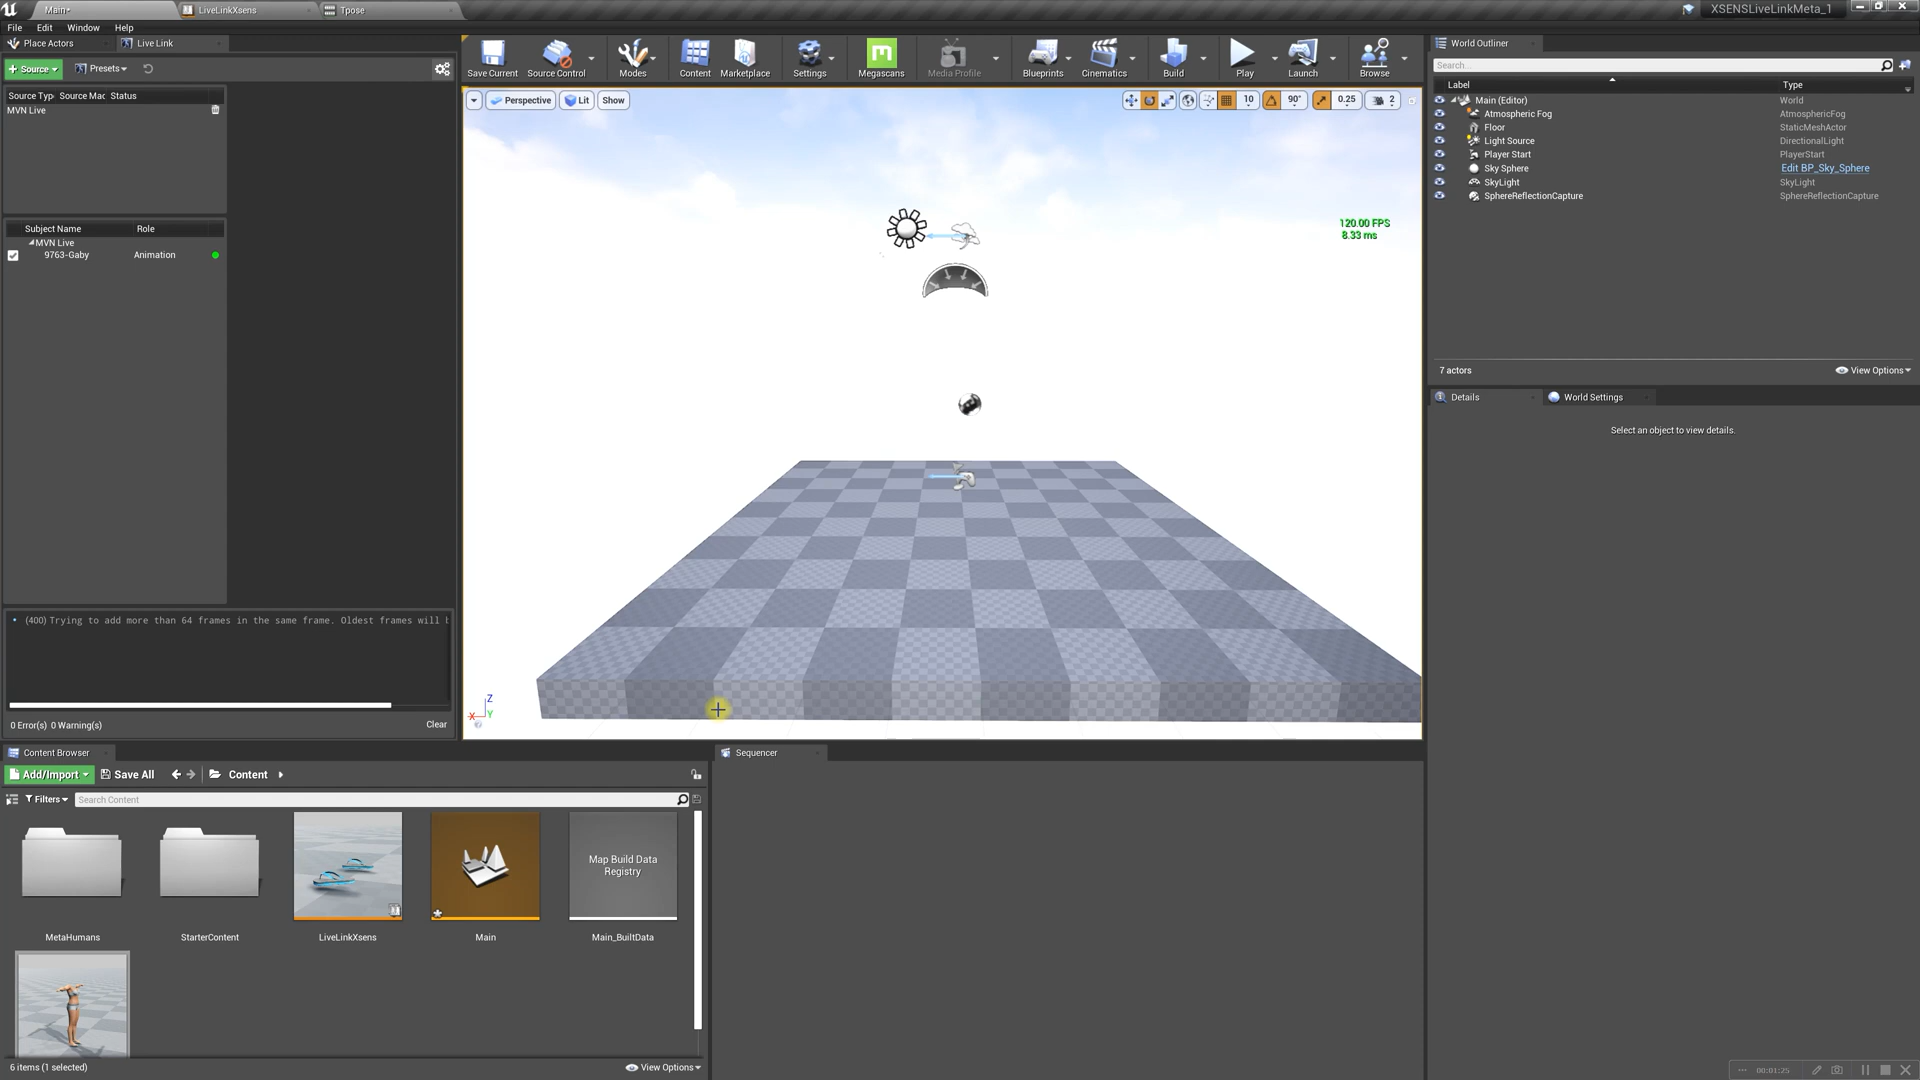 Main*
LiveLinkXsens
Tpose
XSENSLiveLinkMeta_1
File Edit Window Help
Place Actors
Live Link
World Outliner
Source
Presets
Save Current
Source Control
Modes
Content
Marketplace
Settings
Megascans
Media Profile
Blueprints
Cinematics
Build
Play
Launch
Browse
Search...
Label
Type
Source Typ Source Mac Status
MVN Live
Perspective
Lit
Show
10
90°
0.25
2
Main (Editor) World
Atmospheric Fog AtmosphericFog
Floor StaticMeshActor
Light Source DirectionalLight
Player Start PlayerStart
Sky Sphere Edit BP_Sky_Sphere
SkyLight SkyLight
SphereReflectionCapture SphereReflectionCapture
Subject Name Role
MVN Live
9763-Gaby Animation
120.00 FPS
8.33 ms
7 actors
View Options
Details
World Settings
Select an object to view details.
(400) Trying to add more than 64 frames in the same frame. Oldest frames will
0 Error(s) 0 Warning(s)
Clear
Z
X Y
Content Browser
Sequencer
Add/Import
Save All
Content
Filters
Search Content
Map Build Data
Registry
MetaHumans
StarterContent
LiveLinkXsens
Main
Main_BuiltData
6 items (1 selected)
View Options
00:01:25